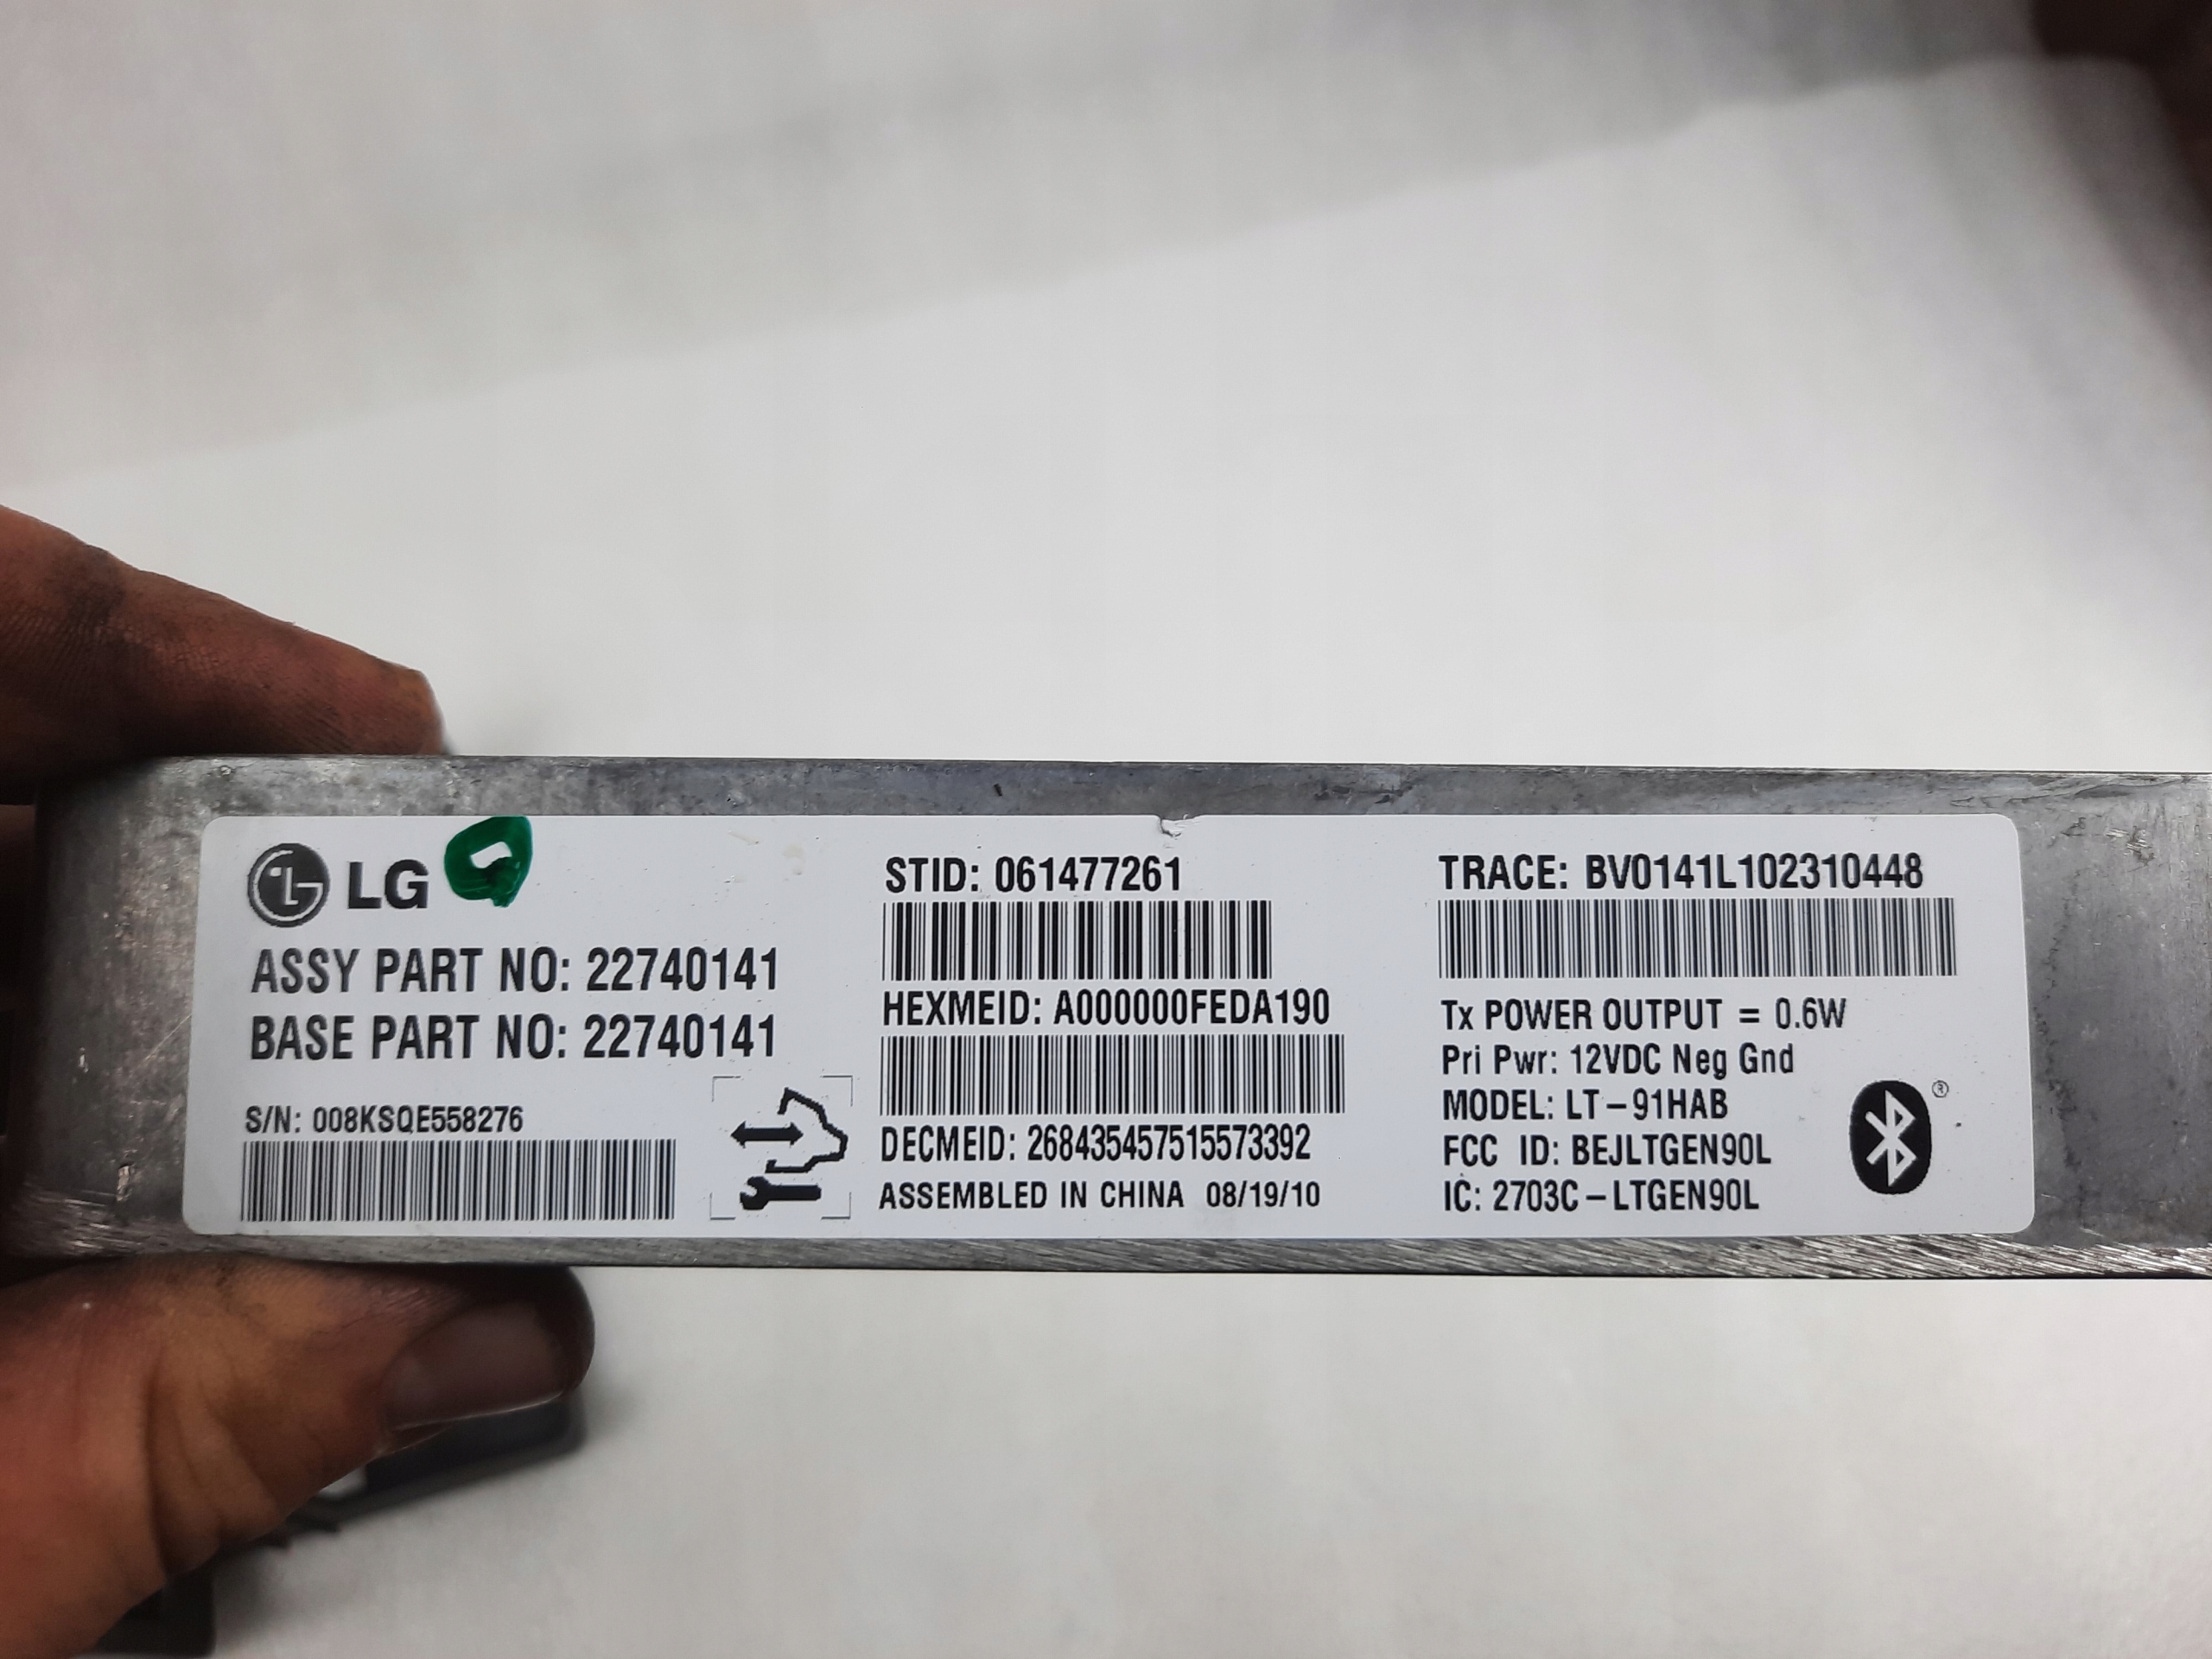 LG
ASSY PART NO: 22740141
BASE PART NO: 22740141
S/N: 008KSQE558276
STID: 061477261
HEXMEID: A000000FEDA190
DECMEID: 268435457515573392
ASSEMBLED IN CHINA 08/19/10
TRACE: BV0141L102310448
Tx POWER OUTPUT = 0.6W
Pri Pwr: 12VDC Neg Gnd
MODEL: LT-91HAB
FCC ID: BEJLTGEN90L
IC: 2703C-LTGEN90L
®